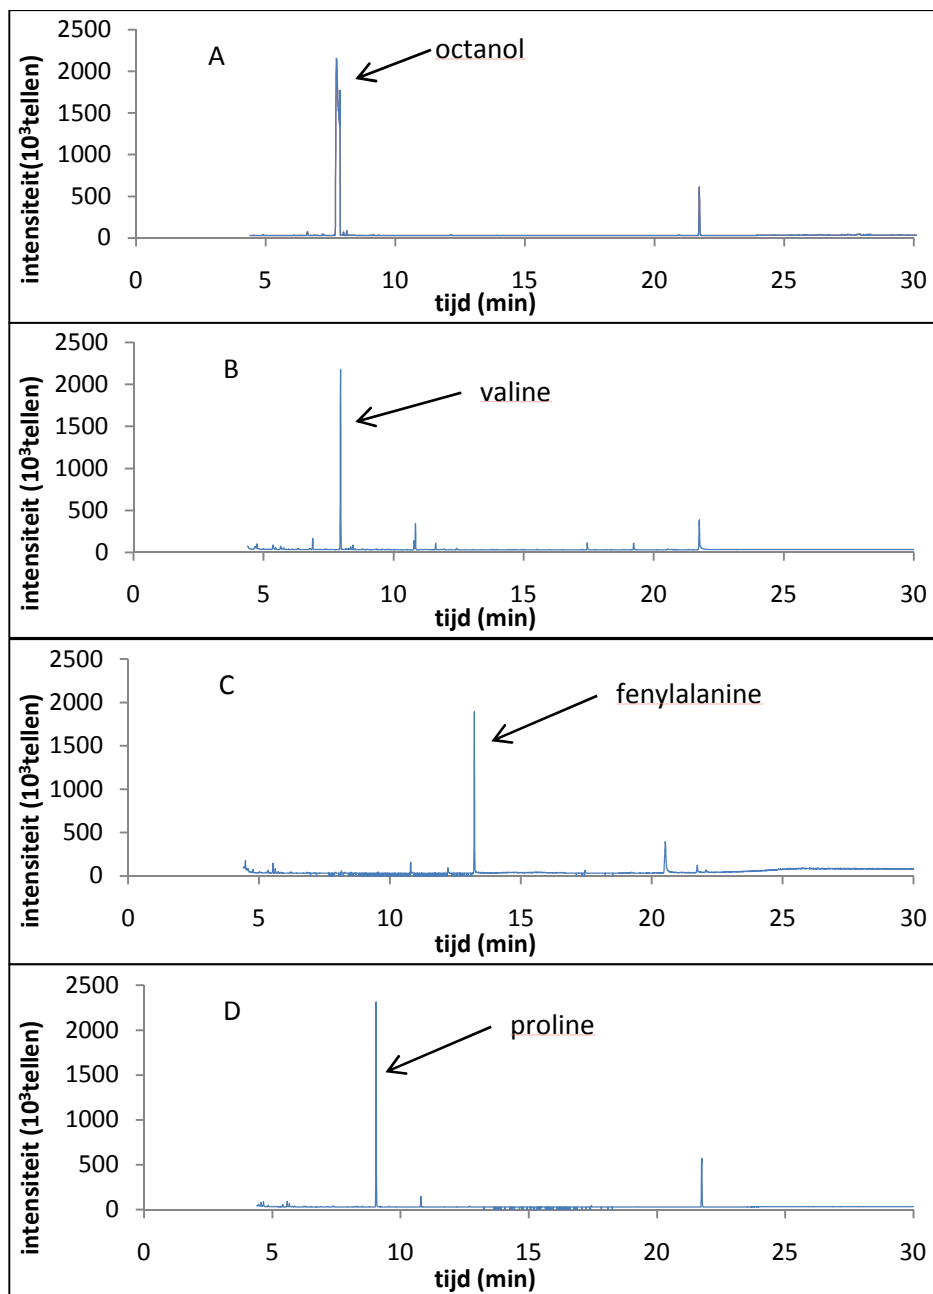 A
octanol
intensiteit(10³tellen)
2500
2000
1500
1000
500
0
0 5 10 15 20 25 30
tijd (min)
B
valine
intensiteit (10³tellen)
2500
2000
1500
1000
500
0
0 5 10 15 20 25 30
tijd (min)
C
fenylalanine
intensiteit (10³tellen)
2500
2000
1500
1000
500
0
0 5 10 15 20 25 30
tijd (min)
D
proline
intensiteit (10³tellen)
2500
2000
1500
1000
500
0
0 5 10 15 20 25 30
tijd (min)